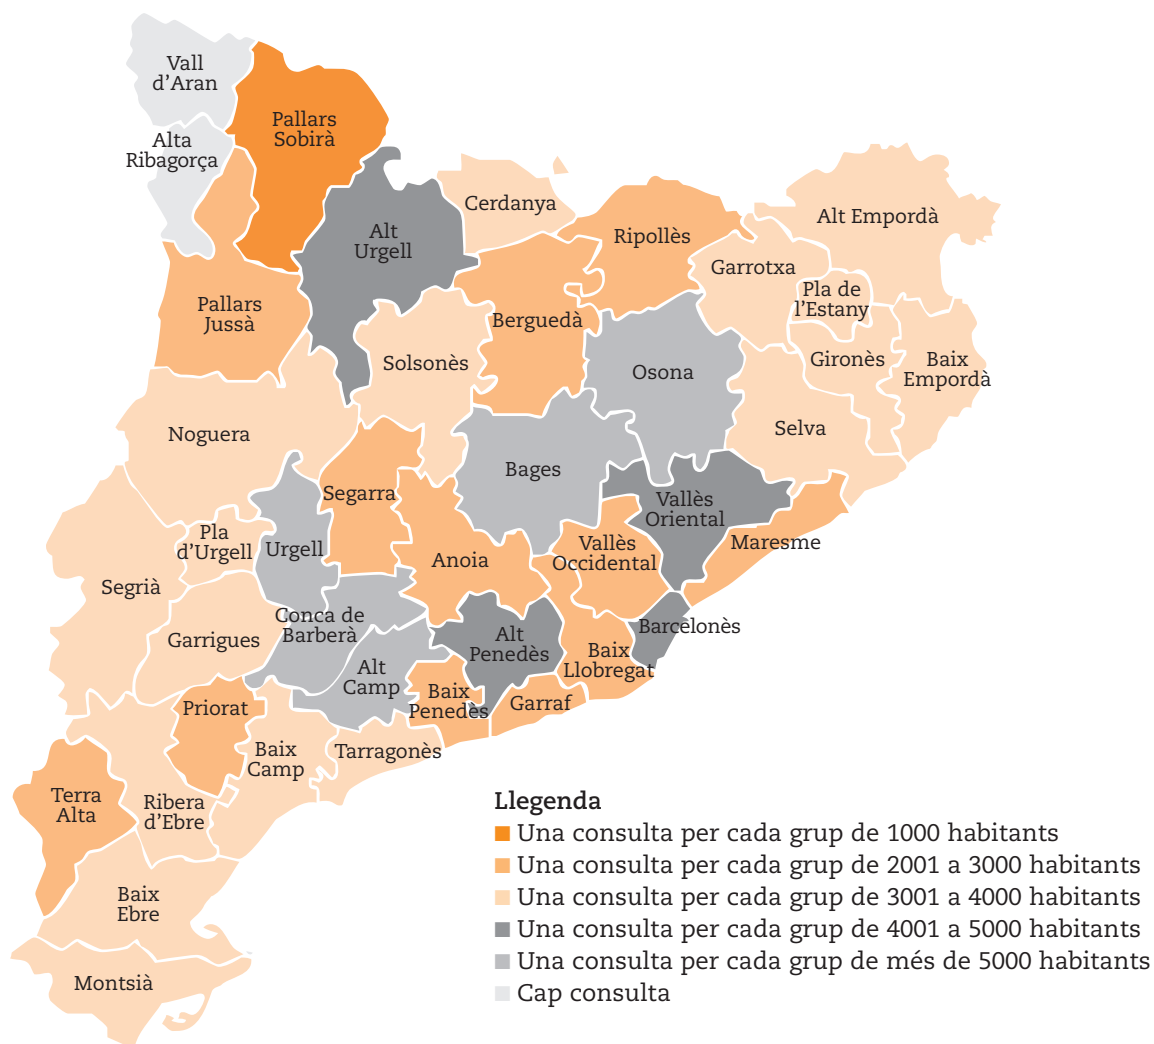 Vall
d'Aran
Pallars
Sobirà
Alta
Ribagorça
Cerdanya
Alt Empordà
Alt
Urgell
Ripollès
Garrotxa
Pla de
l'Estany
Pallars
Jussà
Berguedà
Solsonès
Osona
Gironès
Baix
Empordà
Noguera
Selva
Bages
Segarra
Vallès
Oriental
Pla
d'Urgell
Urgell
Anoia
Vallès
Occidental
Maresme
Segrià
Garrigues
Conca de
Barberà
Alt
Penedès
Barcelonès
Baix
Llobregat
Alt
Camp
Baix
Penedès
Garraf
Priorat
Baix
Camp
Tarragonès
Terra
Alta
Ribera
d'Ebre
Baix
Ebre
Montsià
Llegenda
Una consulta per cada grup de 1000 habitants
Una consulta per cada grup de 2001 a 3000 habitants
Una consulta per cada grup de 3001 a 4000 habitants
Una consulta per cada grup de 4001 a 5000 habitants
Una consulta per cada grup de més de 5000 habitants
Cap consulta